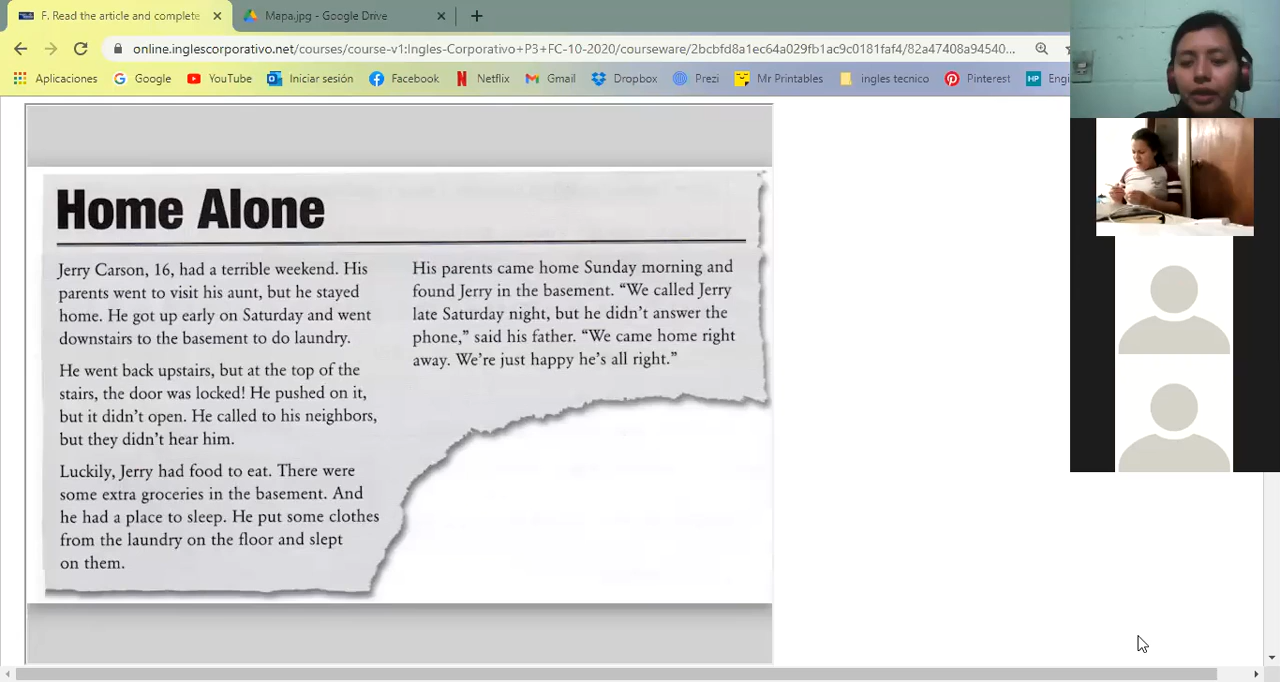 F. Read the article and complete
Mapa.jpg - Google Drive
online.inglescorporativo.net/courses/course-v1:Ingles-Corporativo+P3+FC-10-2020/courseware/2bcbfd8a1ec64a029fb1ac9c0181faf4/82a47408a94540...
Aplicaciones
Google
YouTube
Iniciar sesión
Facebook
Netflix
Gmail
Dropbox
Prezi
Mr Printables
ingles tecnico
Pinterest
HP
Engl
Home Alone
Jerry Carson, 16, had a terrible weekend. His
parents went to visit his aunt, but he stayed
home. He got up early on Saturday and went
downstairs to the basement to do laundry.
He went back upstairs, but at the top of the
stairs, the door was locked! He pushed on it,
but it didn't open. He called to his neighbors,
but they didn't hear him.
Luckily, Jerry had food to eat. There were
some extra groceries in the basement. And
he had a place to sleep. He put some clothes
from the laundry on the floor and slept
on them.
His parents came home Sunday morning and
found Jerry in the basement. "We called Jerry
late Saturday night, but he didn't answer the
phone," said his father. "We came home right
away. We're just happy he's all right."